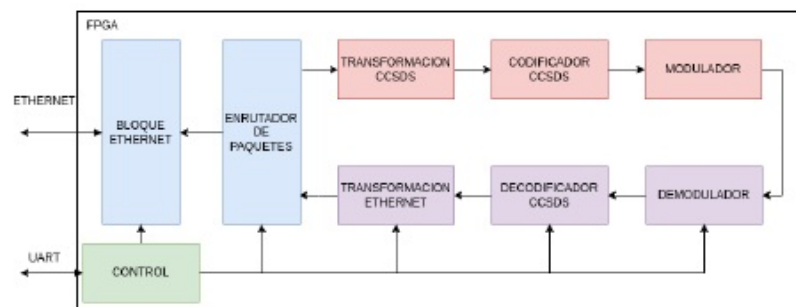 FPGA
TRANSFORMACION
CCSDS
CODIFICADOR
CCSDS
MODULADOR
ETHERNET
BLOQUE
ETHERNET
ENRUTADOR
DE
PAQUETES
TRANSFORMACION
ETHERNET
DECODIFICADOR
CCSDS
DEMODULADOR
UART
CONTROL